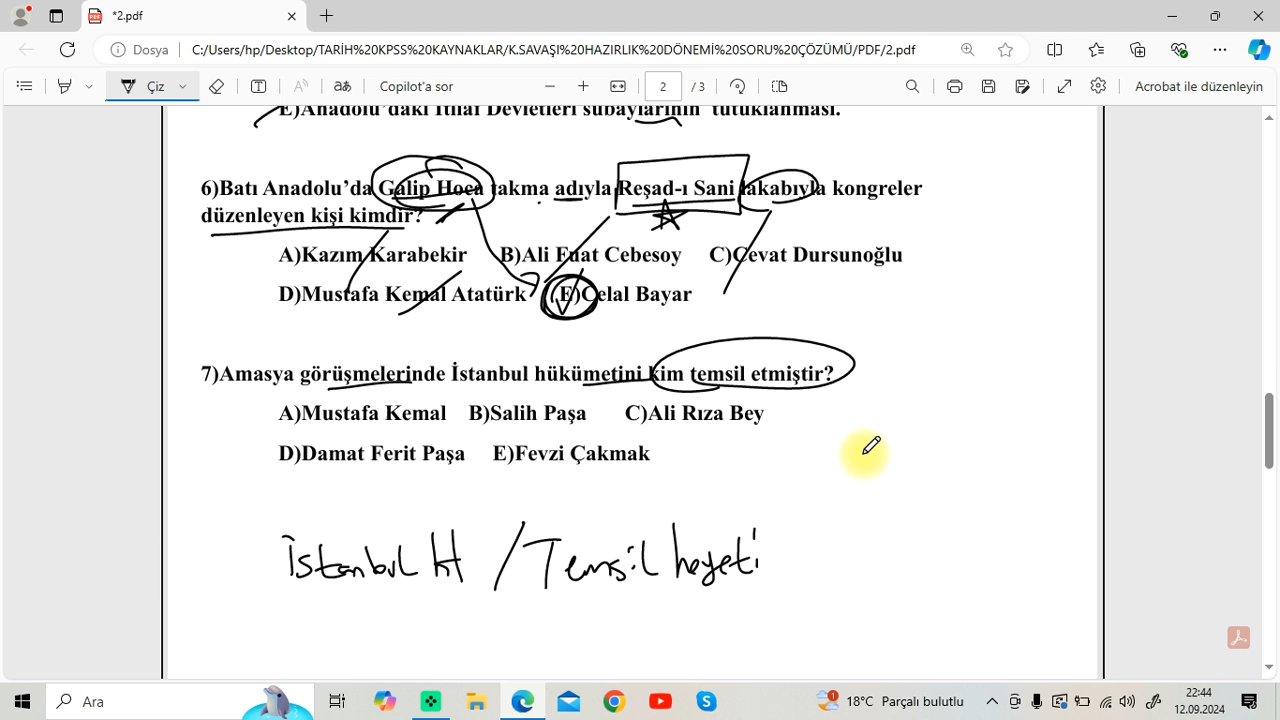 *2.pdf
Dosya C:/Users/hp/Desktop/TARİH%20KPSS%20KAYNAKLAR/K.SAVAŞI%20HAZIRLIK%20DÖNEMİ%20SORU%20ÇÖZÜMÜ/PDF/2.pdf
Çiz aあ Copilot'a sor 2 / 3 Acrobat ile düzenleyin
E)Anadolu'daki İtilaf Devletleri subaylarının tutuklanması.
6)Batı Anadolu'da Galip Hoca takma adıyla Reşad-ı Sani lakabıyla kongreler
düzenleyen kişi kimdir?
A)Kazım Karabekir B)Ali Fuat Cebesoy C)Cevat Dursunoğlu
D)Mustafa Kemal Atatürk E)Celal Bayar
7)Amasya görüşmelerinde İstanbul hükümetini kim temsil etmiştir?
A)Mustafa Kemal B)Salih Paşa C)Ali Rıza Bey
D)Damat Ferit Paşa E)Fevzi Çakmak
İstanbul H / Temsil heyeti
Ara 1 18°C Parçalı bulutlu 22:44
12.09.2024